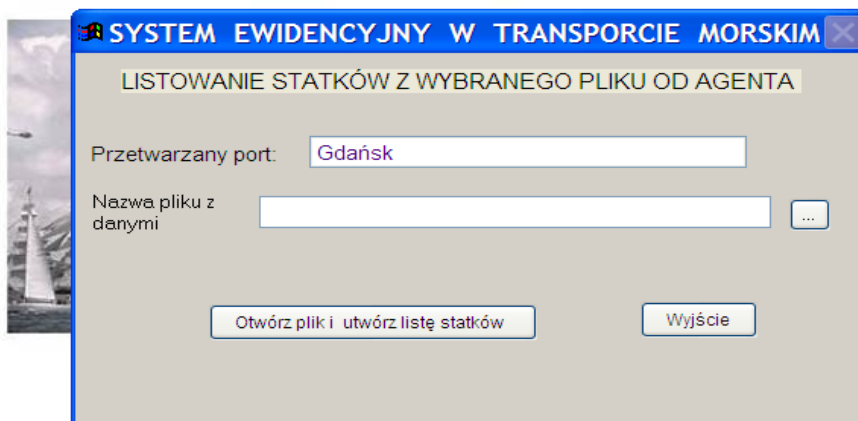 SYSTEM EWIDENCYJNY W TRANSPORCIE MORSKIM
LISTOWANIE STATKÓW Z WYBRANEGO PLIKU OD AGENTA
Przetwarzany port: Gdańsk
Nazwa pliku z
danymi
...
Otwórz plik i utwórz listę statków Wyjście